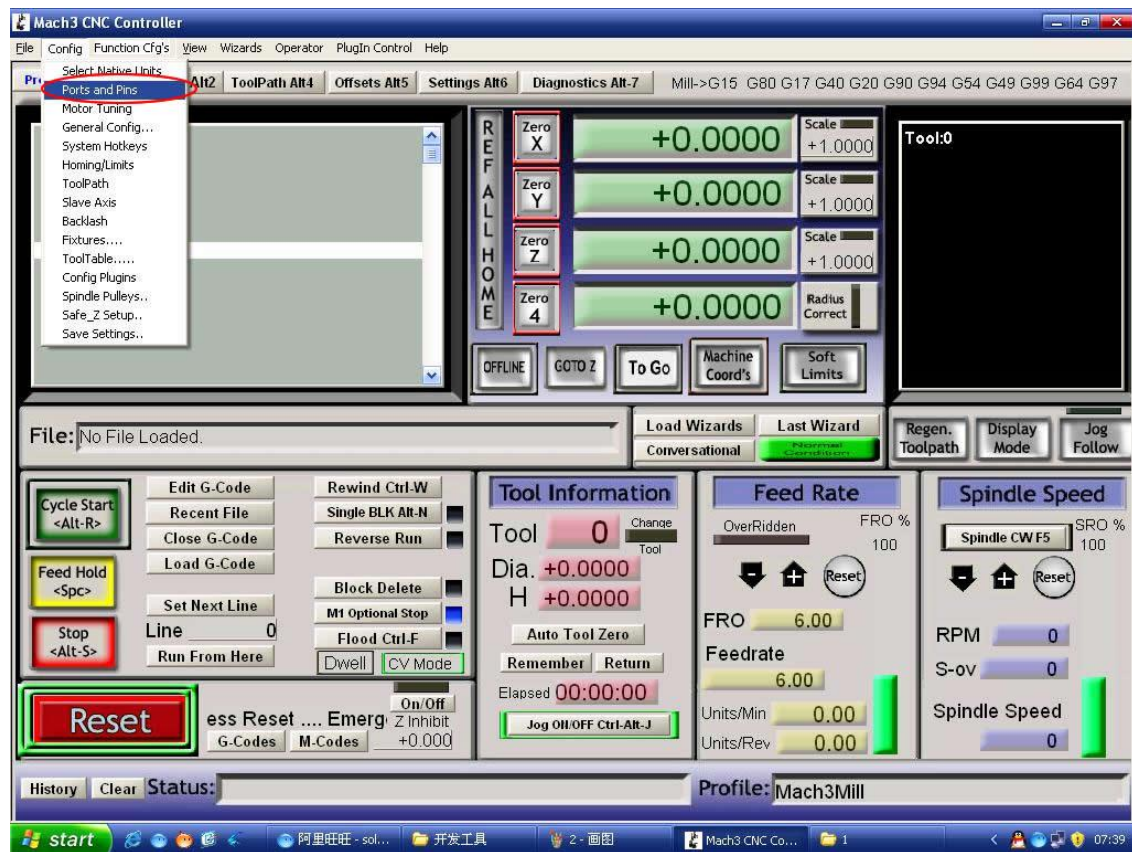 Mach3 CNC Controller
File Config Function Cfg's View Wizards Operator PlugIn Control Help
Alt2 ToolPath Alt4 Offsets Alt5 Settings Alt6 Diagnostics Alt-7 Mill->G15 G80 G17 G40 G20 G90 G94 G54 G49 G99 G64 G97
Select Native Units
Ports and Pins
Motor Tuning
General Config...
System Hotkeys
Homing/Limits
ToolPath
Slave Axis
Backlash
Fixtures....
ToolTable.....
Config Plugins
Spindle Pulleys..
Safe_Z Setup..
Save Settings..
REF ALL HOME
Zero X +0.0000 Scale +1.0000
Zero Y +0.0000 Scale +1.0000
Zero Z +0.0000 Scale +1.0000
Zero 4 +0.0000 Radius Correct
OFFLINE GOTO Z To Go Machine Coord's Soft Limits
Tool:0
File: No File Loaded.
Load Wizards Last Wizard
Conversational Normal Condition
Regen. Toolpath Display Mode Jog Follow
Cycle Start <Alt-R>
Feed Hold <Spc>
Stop <Alt-S>
Edit G-Code
Recent File
Close G-Code
Load G-Code
Set Next Line
Line 0
Run From Here
Rewind Ctrl-W
Single BLK Alt-N
Reverse Run
Block Delete
M1 Optional Stop
Flood Ctrl-F
Dwell CV Mode
Reset
ess Reset .... Emerg
G-Codes M-Codes
On/Off
Z Inhibit
+0.000
Tool Information
Tool 0 Change Tool
Dia. +0.0000
H +0.0000
Auto Tool Zero
Remember Return
Elapsed 00:00:00
Jog ON/OFF Ctrl-Alt-J
Feed Rate
OverRidden FRO %
100
Reset
FRO 6.00
Feedrate
6.00
Units/Min 0.00
Units/Rev 0.00
Spindle Speed
Spindle CW F5 SRO %
100
Reset
RPM 0
S-ov 0
Spindle Speed
0
History Clear Status: Profile: Mach3Mill
start 阿里旺旺 - sol... 开发工具 2 - 画图 Mach3 CNC Co... 1 07:39